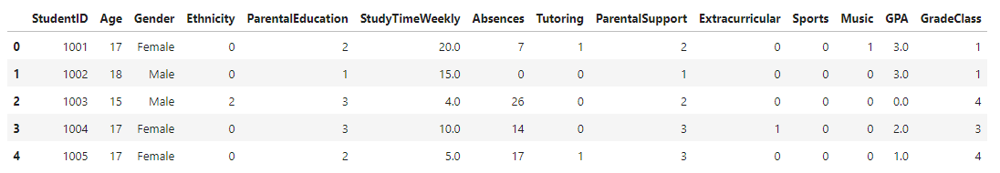 StudentID Age Gender Ethnicity ParentalEducation StudyTimeWeekly Absences Tutoring ParentalSupport Extracurricular Sports Music GPA GradeClass
0 1001 17 Female 0 2 20.0 7 1 2 0 0 1 3.0 1
1 1002 18 Male 0 1 15.0 0 0 1 0 0 0 3.0 1
2 1003 15 Male 2 3 4.0 26 0 2 0 0 0 0.0 4
3 1004 17 Female 0 3 10.0 14 0 3 1 0 0 2.0 3
4 1005 17 Female 0 2 5.0 17 1 3 0 0 0 1.0 4